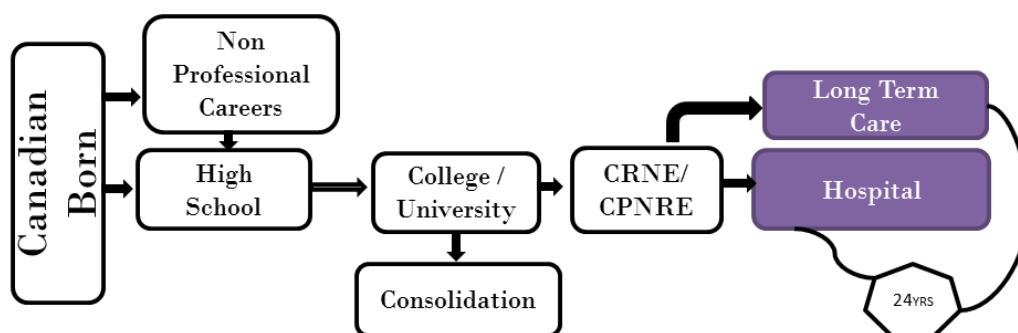 Canadian
Born
Non
Professional
Careers
High
School
College /
University
Consolidation
CRNE/
CPNRE
Long Term
Care
Hospital
24YRS